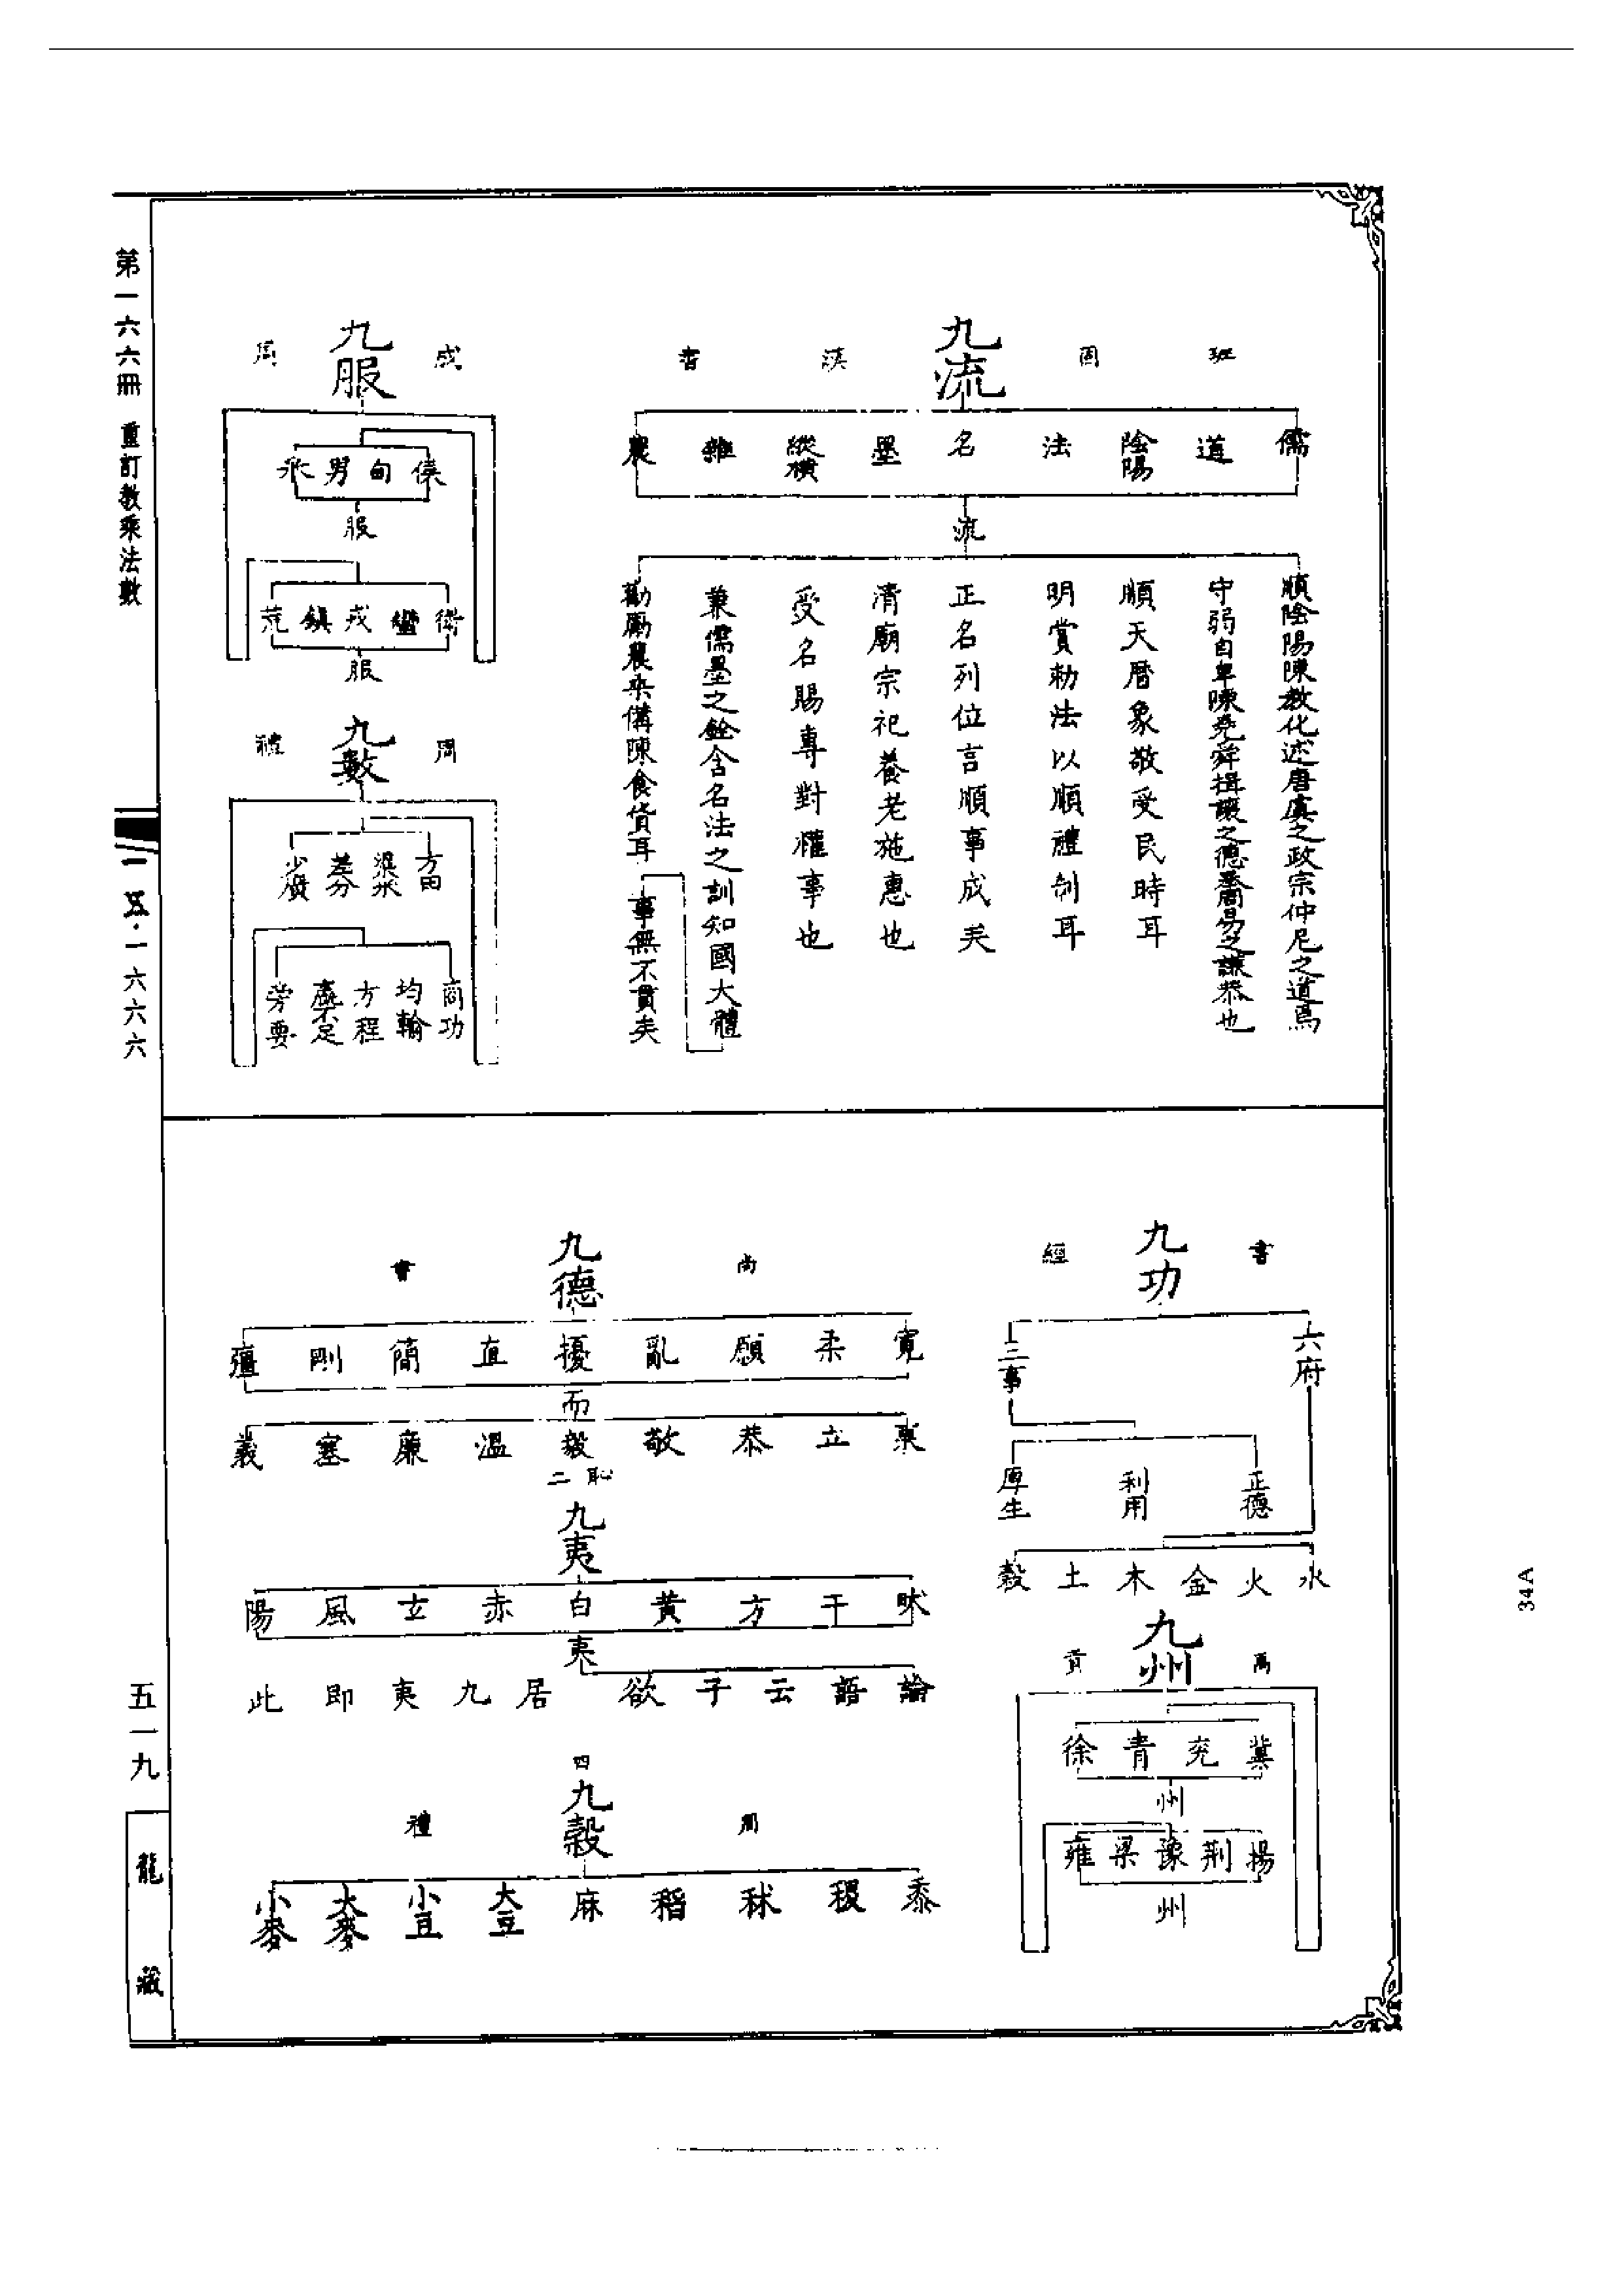 班固 九流 漢書
儒 道 陰陽 法 名 墨 縱橫 雜 農
流
順陰陽陳教化述唐虞之政宗仲尼之道焉
守弱自卑陳堯舜揖讓之德著周易之謙恭也
順天曆象敬受民時耳
明賞勅法以順禮制耳
正名列位言順事成矣
清廟宗祀養老施惠也
受名賜專對權事也
兼儒墨之銓含名法之訓知國大體
事無不貫矣
勸勵農桑備陳食貨耳
成 九服 周
侯 甸 男 采
服
衛 蠻 戎 鎮 荒
服
周 九數 禮
方田 粟 差分 少廣
商功 均輸 方程 盈不足 旁要
書 九功 經
六府 三事
正德 利用 厚生
水 火 金 木 土 穀
禹 九州 貢
冀 兗 青 徐
州
揚 荆 豫 梁 雍
州
尚 九德 書
寬 柔 愿 亂 擾 直 簡 剛 彊
而
栗 立 恭 敬 毅 溫 廉 塞 義
恥二
九夷
畎 干 方 黃 白 赤 玄 風 陽
夷
論語云子欲居九夷即此
四
周 九穀 禮
黍 稷 秫 稻 麻 大豆 小豆 大麥 小麥
第一六六冊 重訂教乘法數
一五·一六六六
五一九
龍藏
34A